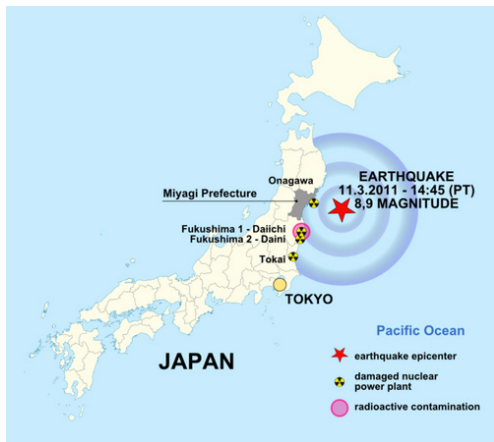 Onagawa
EARTHQUAKE
11.3.2011 - 14:45 (PT)
8,9 MAGNITUDE
Miyagi Prefecture
Fukushima 1 - Daiichi
Fukushima 2 - Daini
Tokai
TOKYO
JAPAN
Pacific Ocean
earthquake epicenter
damaged nuclear
power plant
radioactive contamination